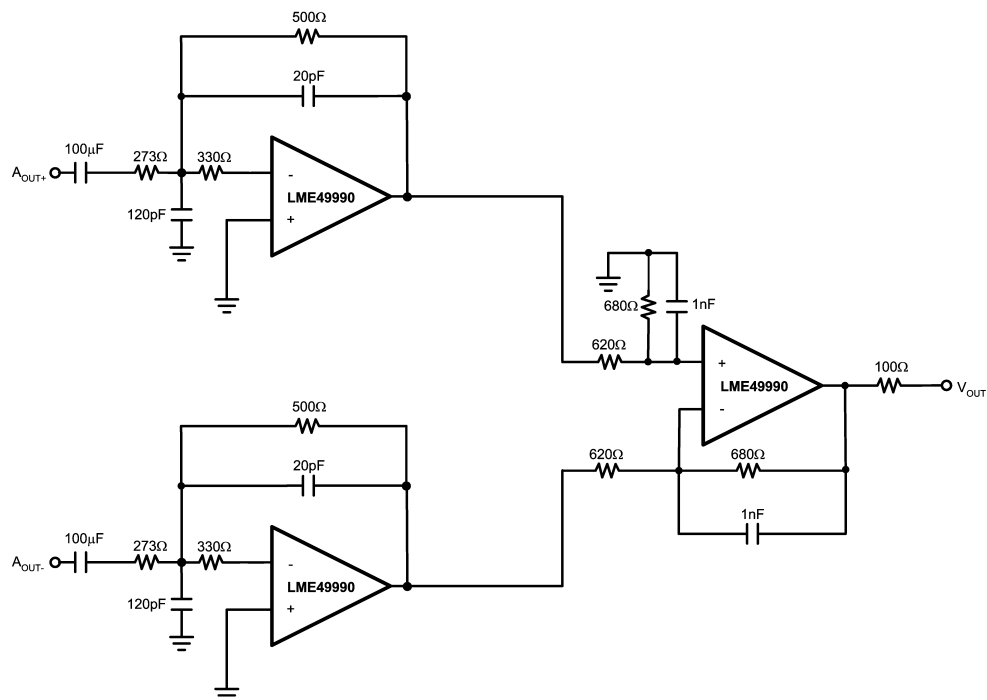 500Ω
20pF
100μF
273Ω
330Ω
AOUT+
120pF
-
LME49990
+
680Ω
1nF
620Ω
+
LME49990
-
100Ω
VOUT
500Ω
20pF
620Ω
680Ω
1nF
100μF
273Ω
330Ω
AOUT-
120pF
-
LME49990
+